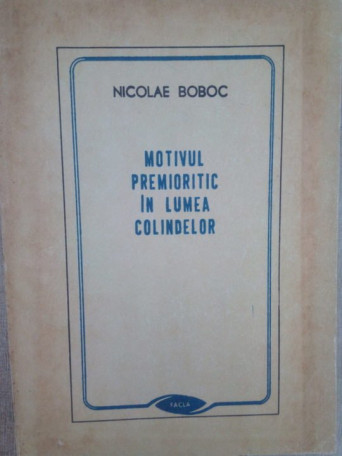 NICOLAE BOBOC
MOTIVUL
PREMIORITIC
ÎN LUMEA
COLINDELOR
FACLA